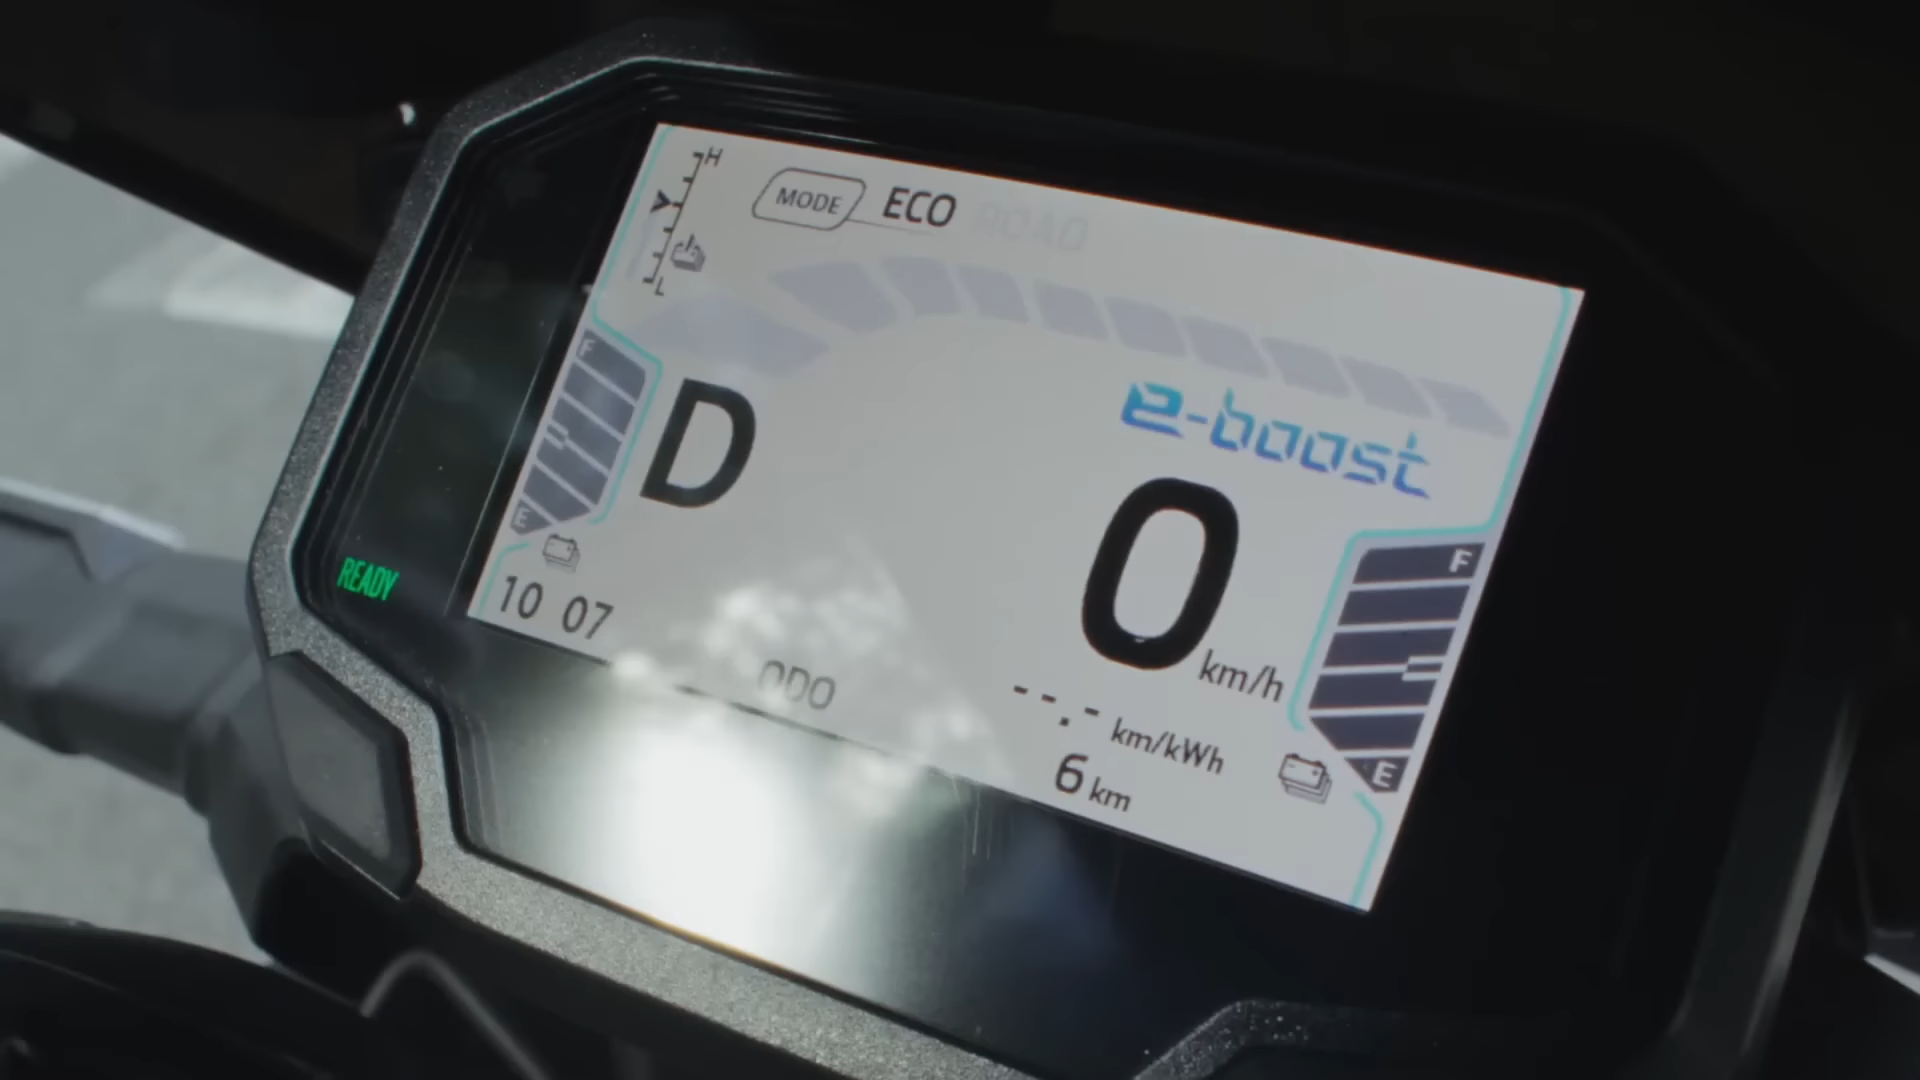 H
MODE ECO ROAD
L
F
e-boost
D
0 km/h
F
E
READY
10 07
--.- km/kWh
ODO
6 km
E